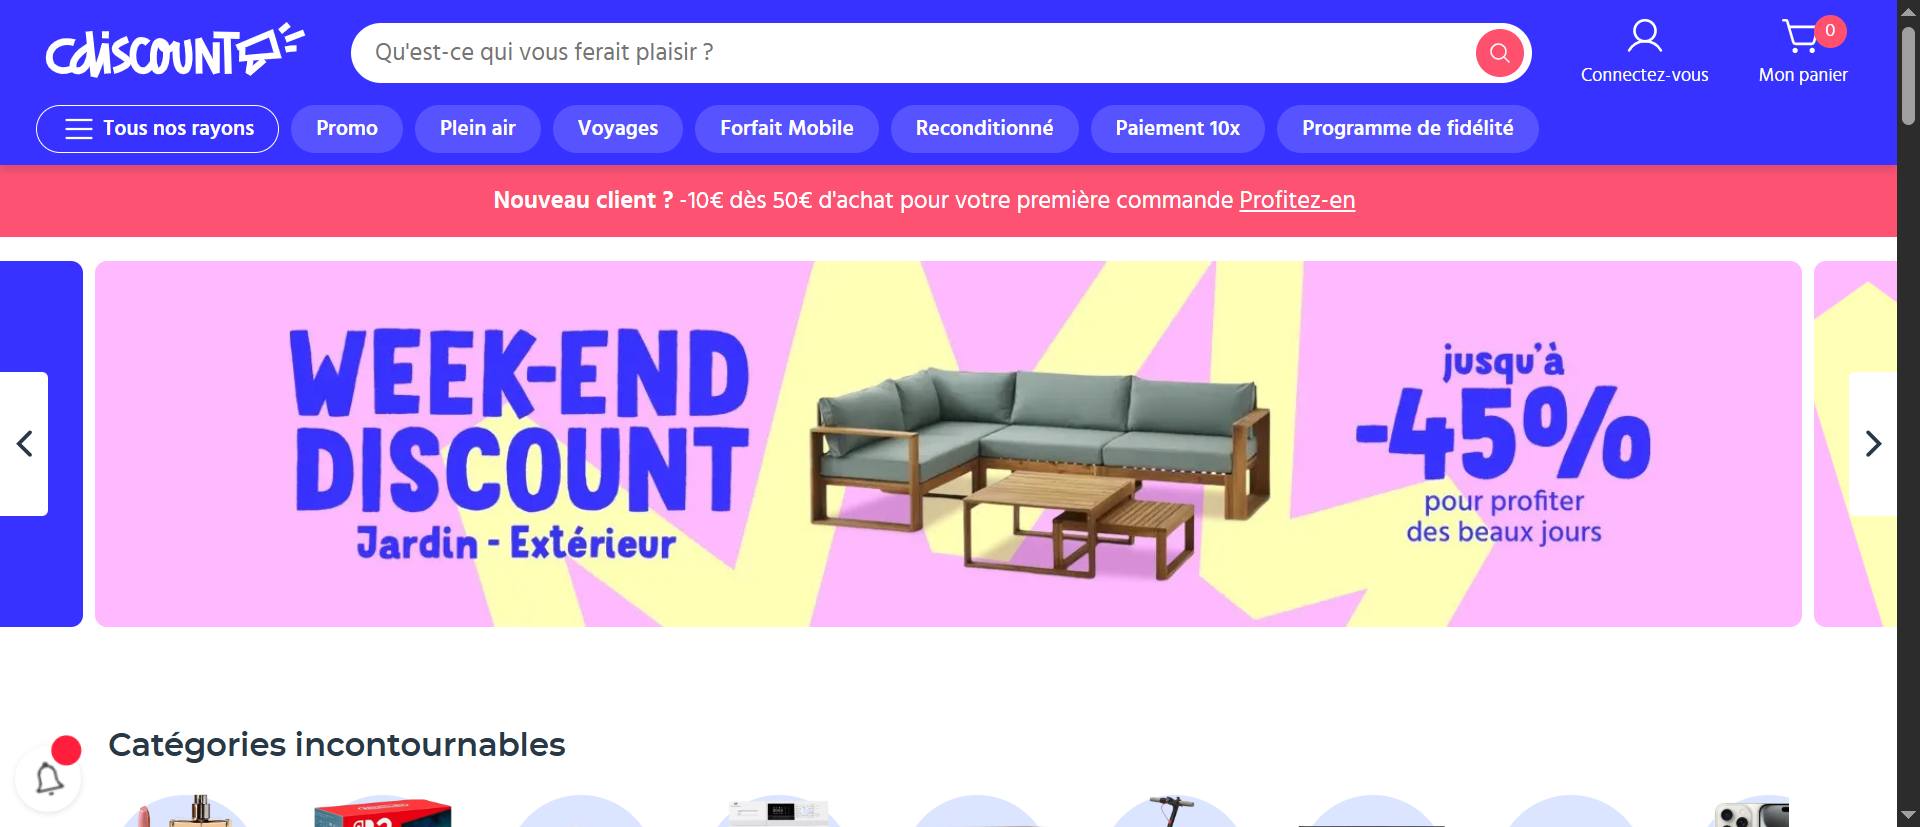 Cdiscount
Qu'est-ce qui vous ferait plaisir ?
Connectez-vous
0
Mon panier
Tous nos rayons
Promo
Plein air
Voyages
Forfait Mobile
Reconditionné
Paiement 10x
Programme de fidélité
Nouveau client ? -10€ dès 50€ d'achat pour votre première commande Profitez-en
WEEK-END
DISCOUNT
Jardin - Extérieur
jusqu'à
-45%
pour profiter
des beaux jours
Catégories incontournables